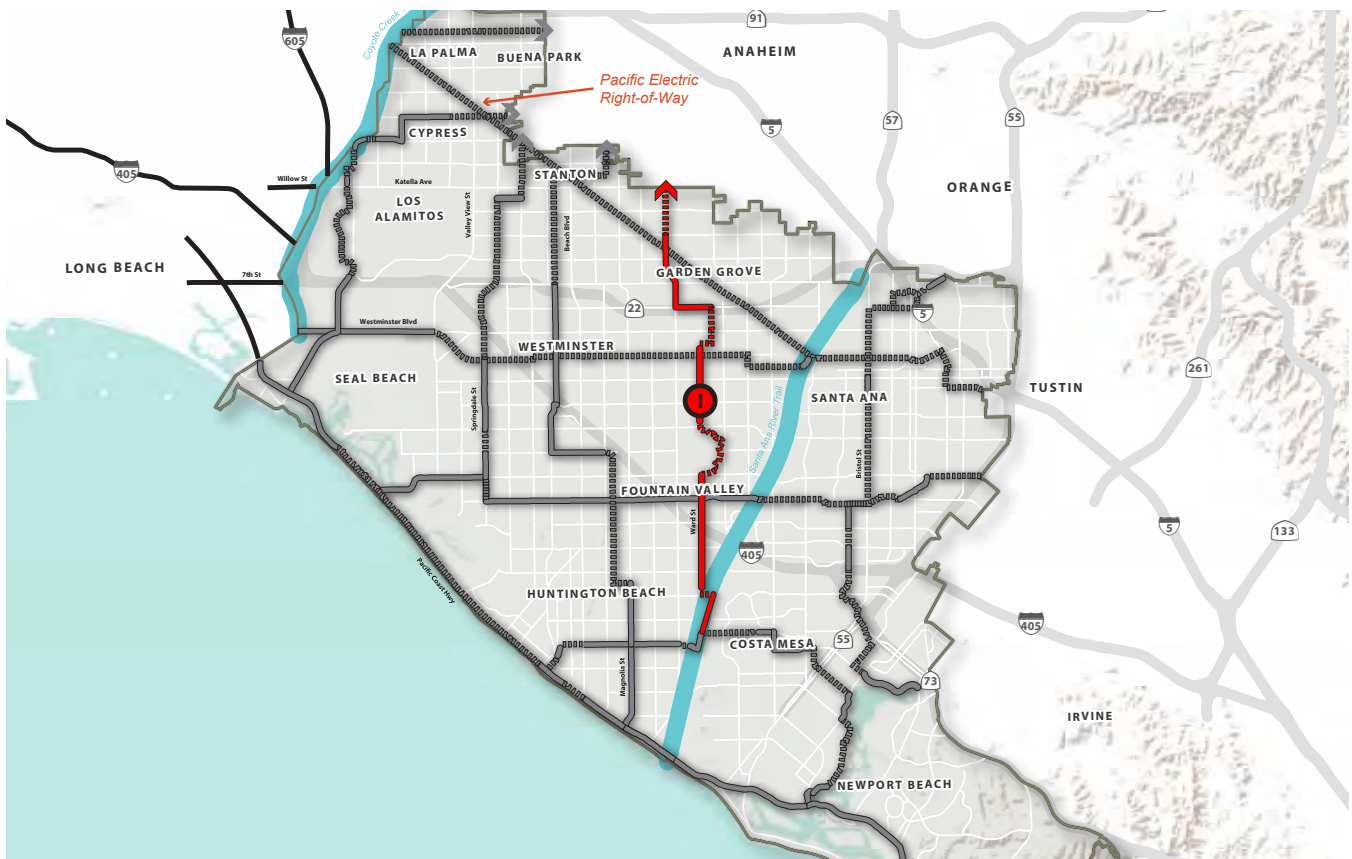 91
605
Coyote Creek
LA PALMA
BUENA PARK
ANAHEIM
Pacific Electric
Right-of-Way
5
57
55
CYPRESS
405
Willow St
Katella Ave
STANTON
ORANGE
LOS
ALAMITOS
Valley View St
Beach Blvd
LONG BEACH
7th St
GARDEN GROVE
22
5
Westminster Blvd
WESTMINSTER
SEAL BEACH
261
TUSTIN
SANTA ANA
I
Springdale St
Santa Ana River Trail
Bristol St
FOUNTAIN VALLEY
Ward St
5
133
405
Pacific Coast Hwy
HUNTINGTON BEACH
405
COSTA MESA
55
Magnolia St
73
IRVINE
NEWPORT BEACH